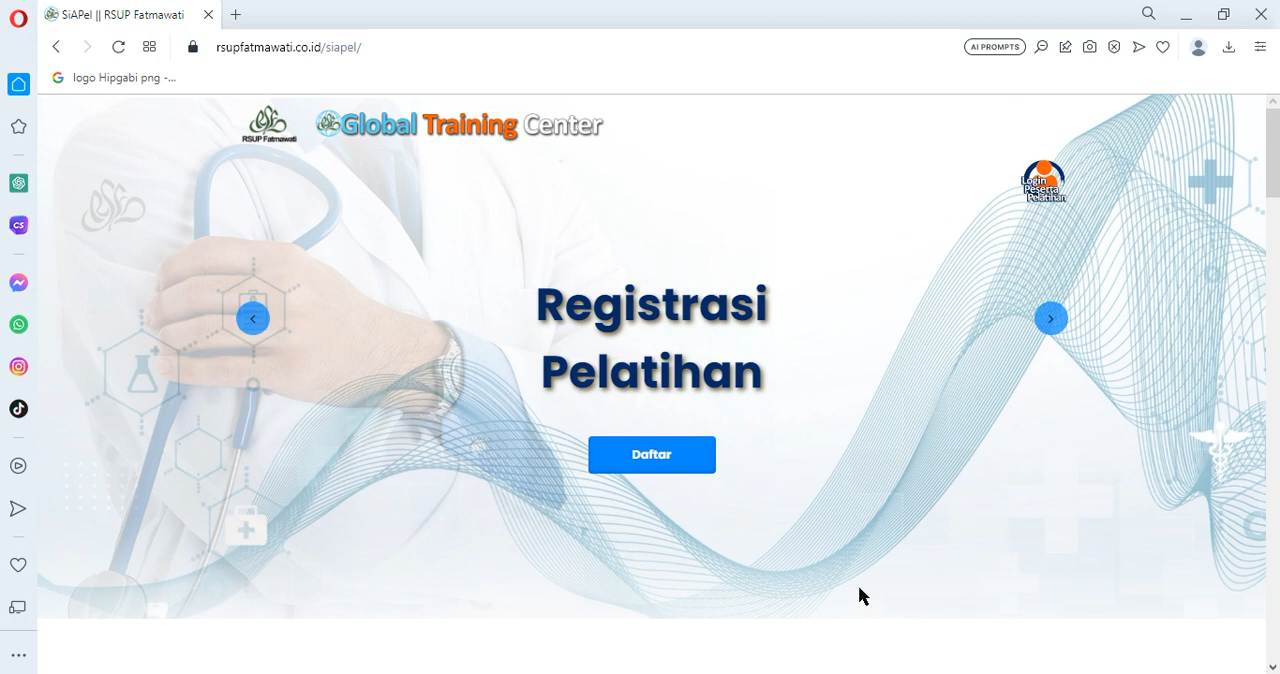 SiAPel || RSUP Fatmawati
rsupfatmawati.co.id/siapel/
AI PROMPTS
logo Hipgabi png -...
RSUP Fatmawati
Global Training Center
Login
Peserta
Pelatihan
Registrasi
Pelatihan
Daftar
CS